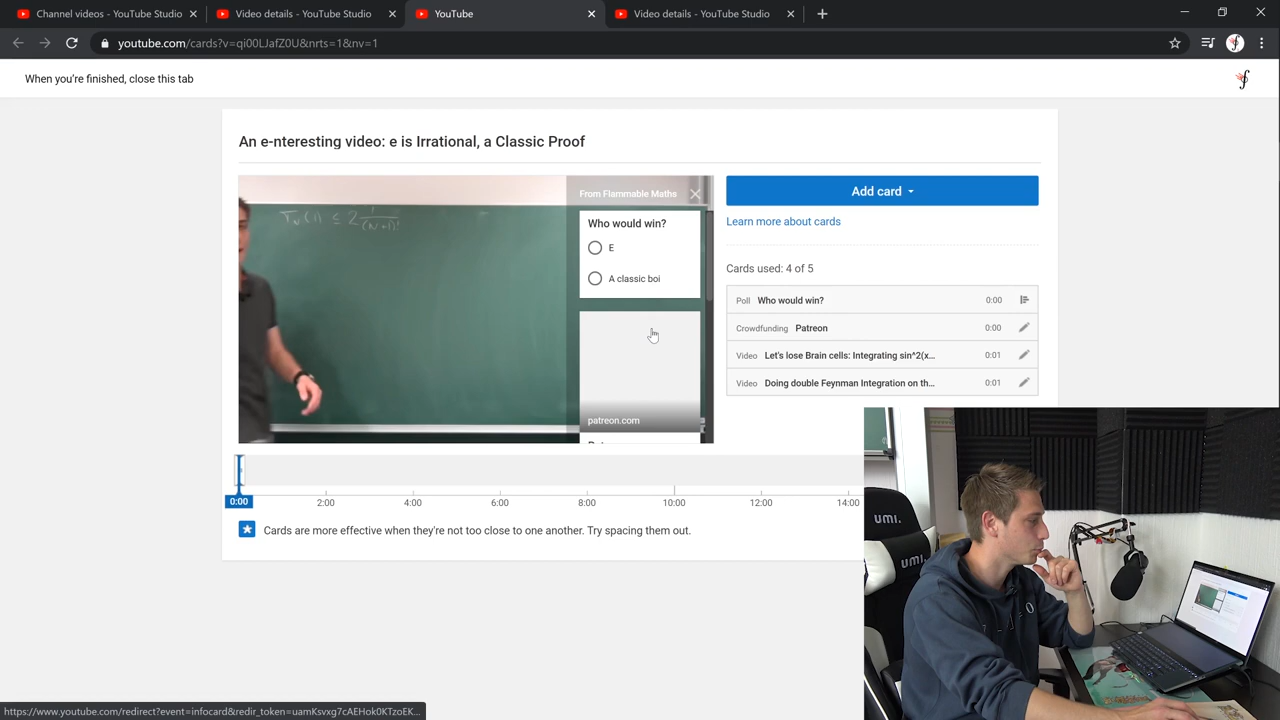 Channel videos - YouTube Studio
Video details - YouTube Studio
YouTube
Video details - YouTube Studio
youtube.com/cards?v=qi00LJafZ0U&nrts=1&nv=1
When you're finished, close this tab
An e-nteresting video: e is Irrational, a Classic Proof
From Flammable Maths
Who would win?
E
A classic boi
patreon.com
Add card
Learn more about cards
Cards used: 4 of 5
Poll Who would win? 0:00
Crowdfunding Patreon 0:00
Video Let's lose Brain cells: Integrating sin^2(x... 0:01
Video Doing double Feynman Integration on th... 0:01
0:00
2:00 4:00 6:00 8:00 10:00 12:00 14:00
Cards are more effective when they're not too close to one another. Try spacing them out.
UMI.
UMI.
https://www.youtube.com/redirect?event=infocard&redir_token=uamKsvxg7cAEHok0KTzoEK...